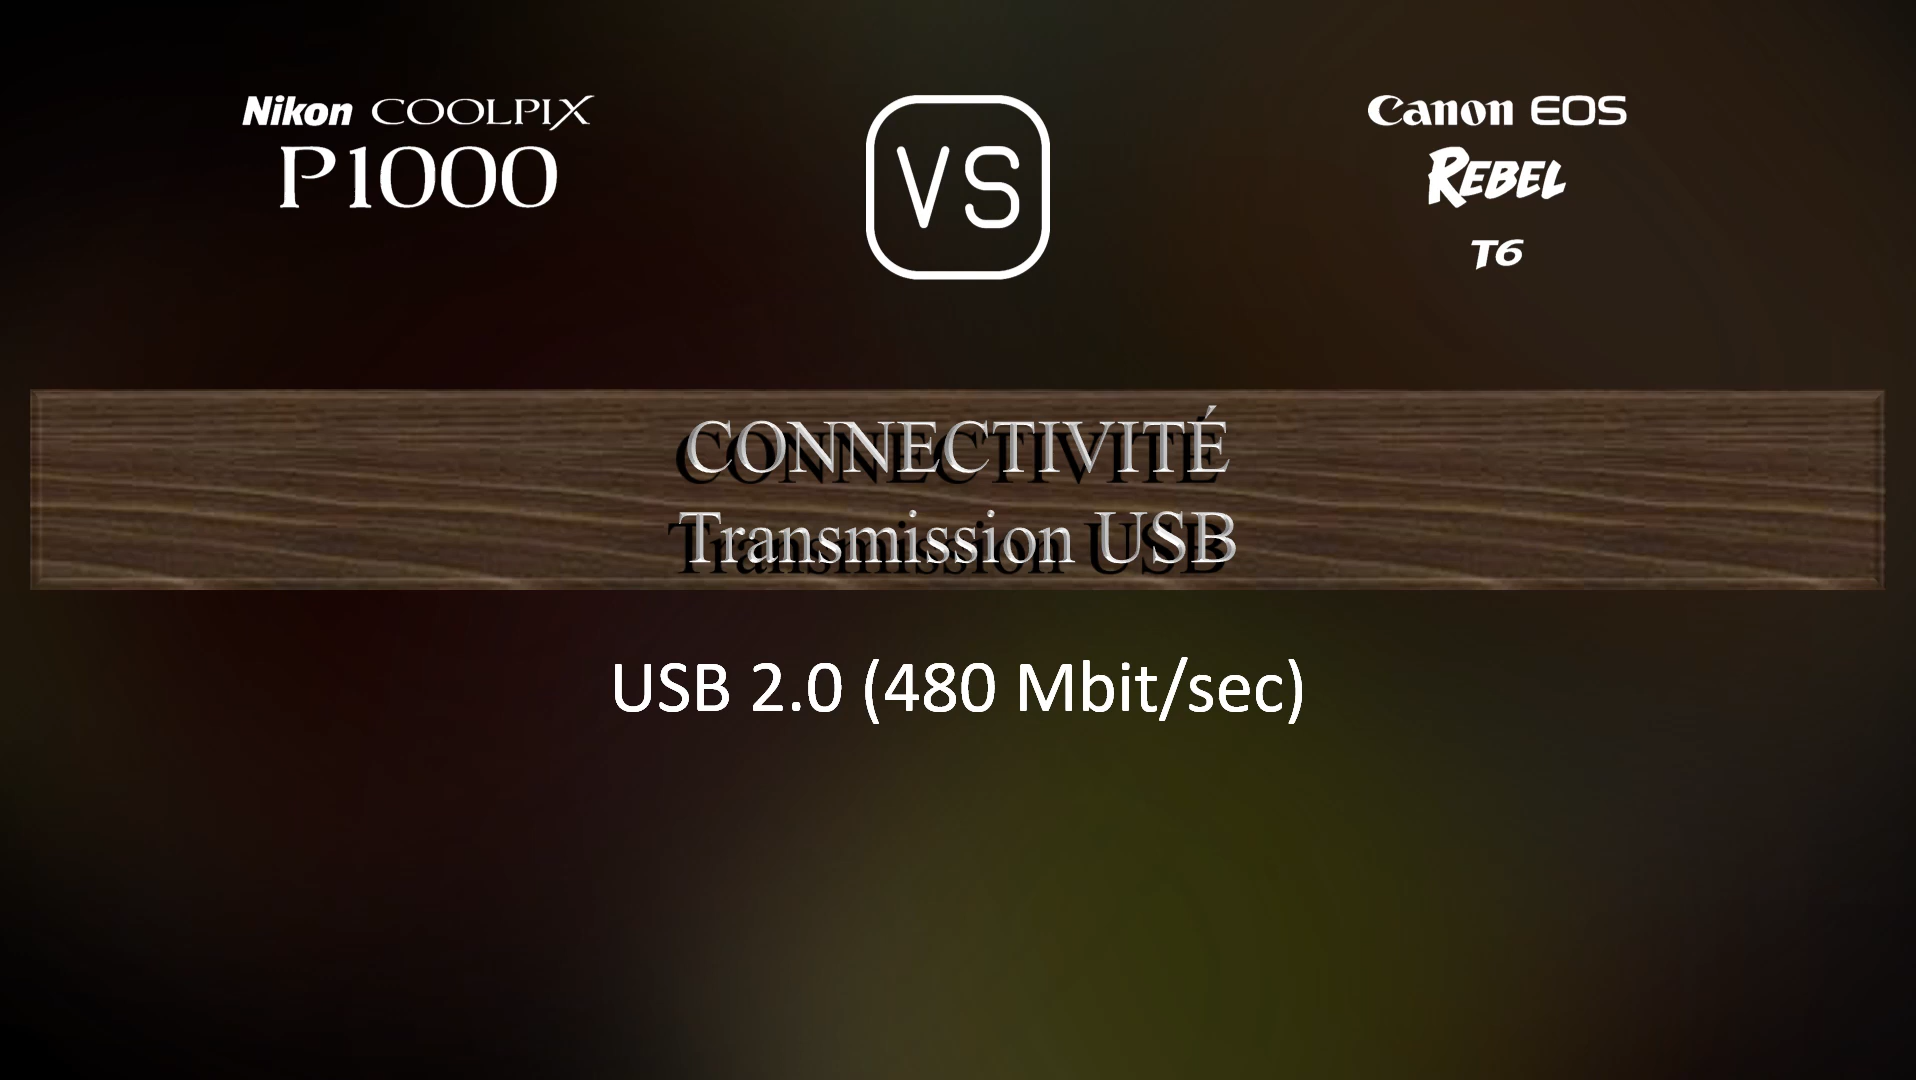 Nikon COOLPIX
P1000
VS
Canon EOS
REBEL
T6
CONNECTIVITÉ
Transmission USB
USB 2.0 (480 Mbit/sec)